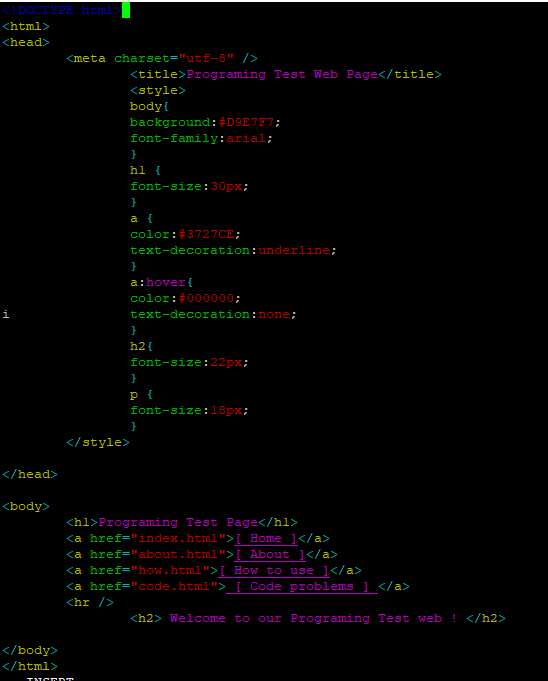 <!DOCTYPE html>
<html>
<head>
<meta charset="utf-8" />
<title>Programing Test Web Page</title>
<style>
body{
background:#D9E7F7;
font-family:arial;
}
h1 {
font-size:30px;
}
a {
color:#3727CE;
text-decoration:underline;
}
a:hover{
color:#000000;
i text-decoration:none;
}
h2{
font-size:22px;
}
p {
font-size:18px;
}
</style>
</head>
<body>
<h1>Programing Test Page</h1>
<a href="index.html">[ Home ]</a>
<a href="about.html">[ About ]</a>
<a href="how.html">[ How to use ]</a>
<a href="code.html"> [ Code problems ] </a>
<hr />
<h2> Welcome to our Programing Test web ! </h2>
</body>
</html>
INSERT